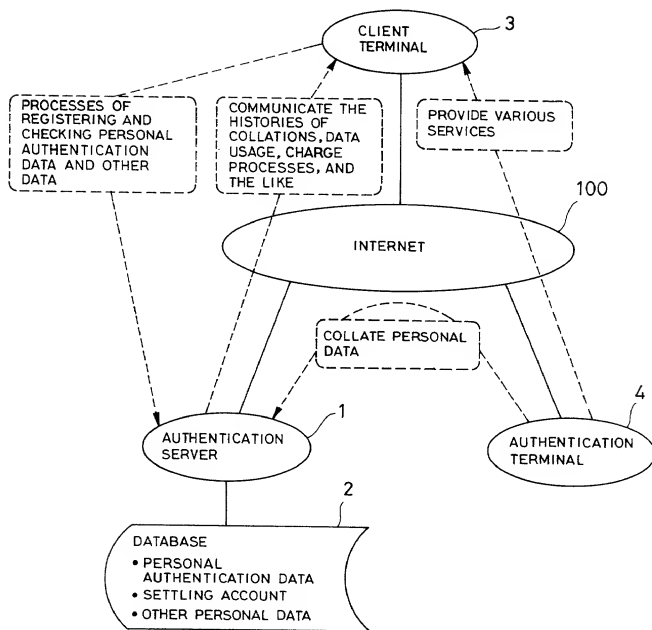 CLIENT
TERMINAL
3
PROCESSES OF
REGISTERING AND
CHECKING PERSONAL
AUTHENTICATION
DATA AND OTHER
DATA
COMMUNICATE THE
HISTORIES OF
COLLATIONS, DATA
USAGE, CHARGE
PROCESSES, AND
THE LIKE
PROVIDE VARIOUS
SERVICES
100
INTERNET
COLLATE PERSONAL
DATA
1
AUTHENTICATION
SERVER
4
AUTHENTICATION
TERMINAL
2
DATABASE
• PERSONAL
AUTHENTICATION DATA
• SETTLING ACCOUNT
• OTHER PERSONAL DATA